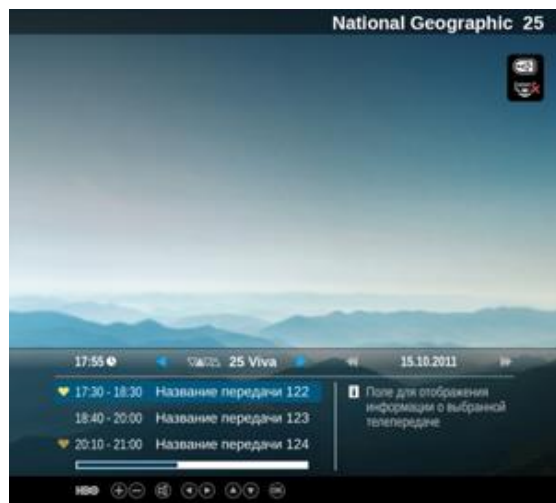 National Geographic 25
17:55 25 Viva 15.10.2011
17:30 - 18:30 Название передачи 122
18:40 - 20:00 Название передачи 123
20:10 - 21:00 Название передачи 124
Поле для отображения
информации о выбранной
телепередаче
HBO